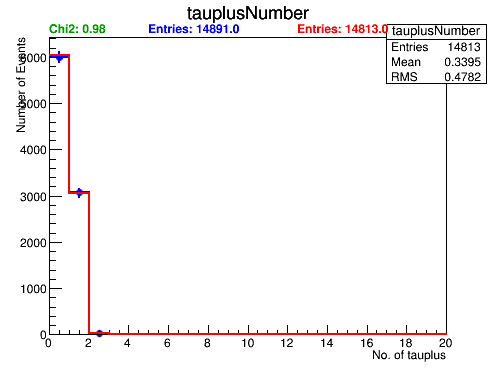 tauplusNumber
Chi2: 0.98 Entries: 14891.0 Entries: 14813.0
tauplusNumber
Entries 14813
Mean 0.3395
RMS 0.4782
Number of Events
6000
5000
4000
3000
2000
1000
0
0 2 4 6 8 10 12 14 16 18 20
No. of tauplus